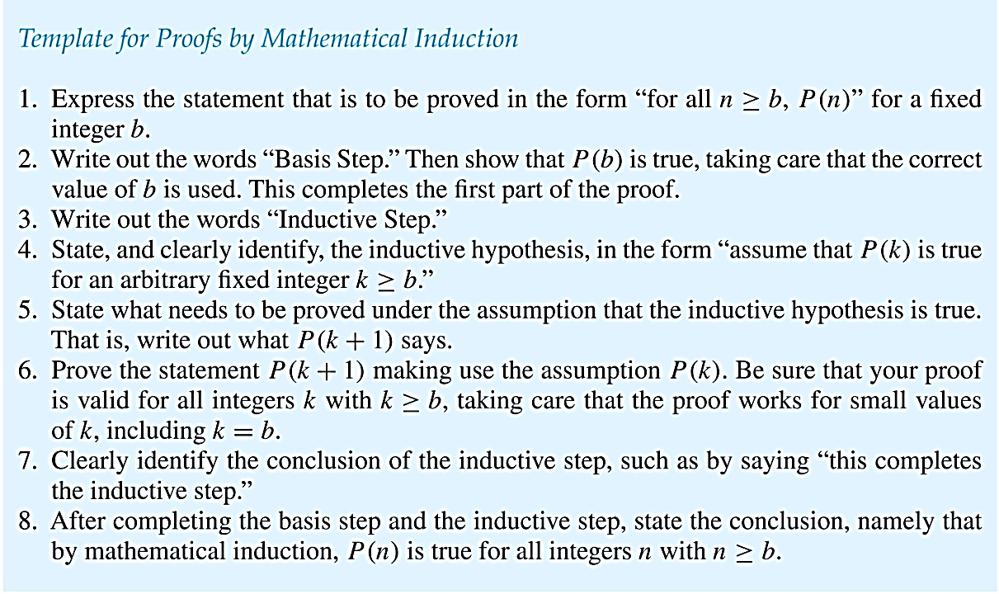 Template for Proofs by Mathematical Induction
1. Express the statement that is to be proved in the form “for all n ≥ b, P(n)” for a fixed
integer b.
2. Write out the words “Basis Step.” Then show that P(b) is true, taking care that the correct
value of b is used. This completes the first part of the proof.
3. Write out the words “Inductive Step.”
4. State, and clearly identify, the inductive hypothesis, in the form “assume that P(k) is true
for an arbitrary fixed integer k ≥ b.”
5. State what needs to be proved under the assumption that the inductive hypothesis is true.
That is, write out what P(k + 1) says.
6. Prove the statement P(k + 1) making use the assumption P(k). Be sure that your proof
is valid for all integers k with k ≥ b, taking care that the proof works for small values
of k, including k = b.
7. Clearly identify the conclusion of the inductive step, such as by saying “this completes
the inductive step.”
8. After completing the basis step and the inductive step, state the conclusion, namely that
by mathematical induction, P(n) is true for all integers n with n ≥ b.